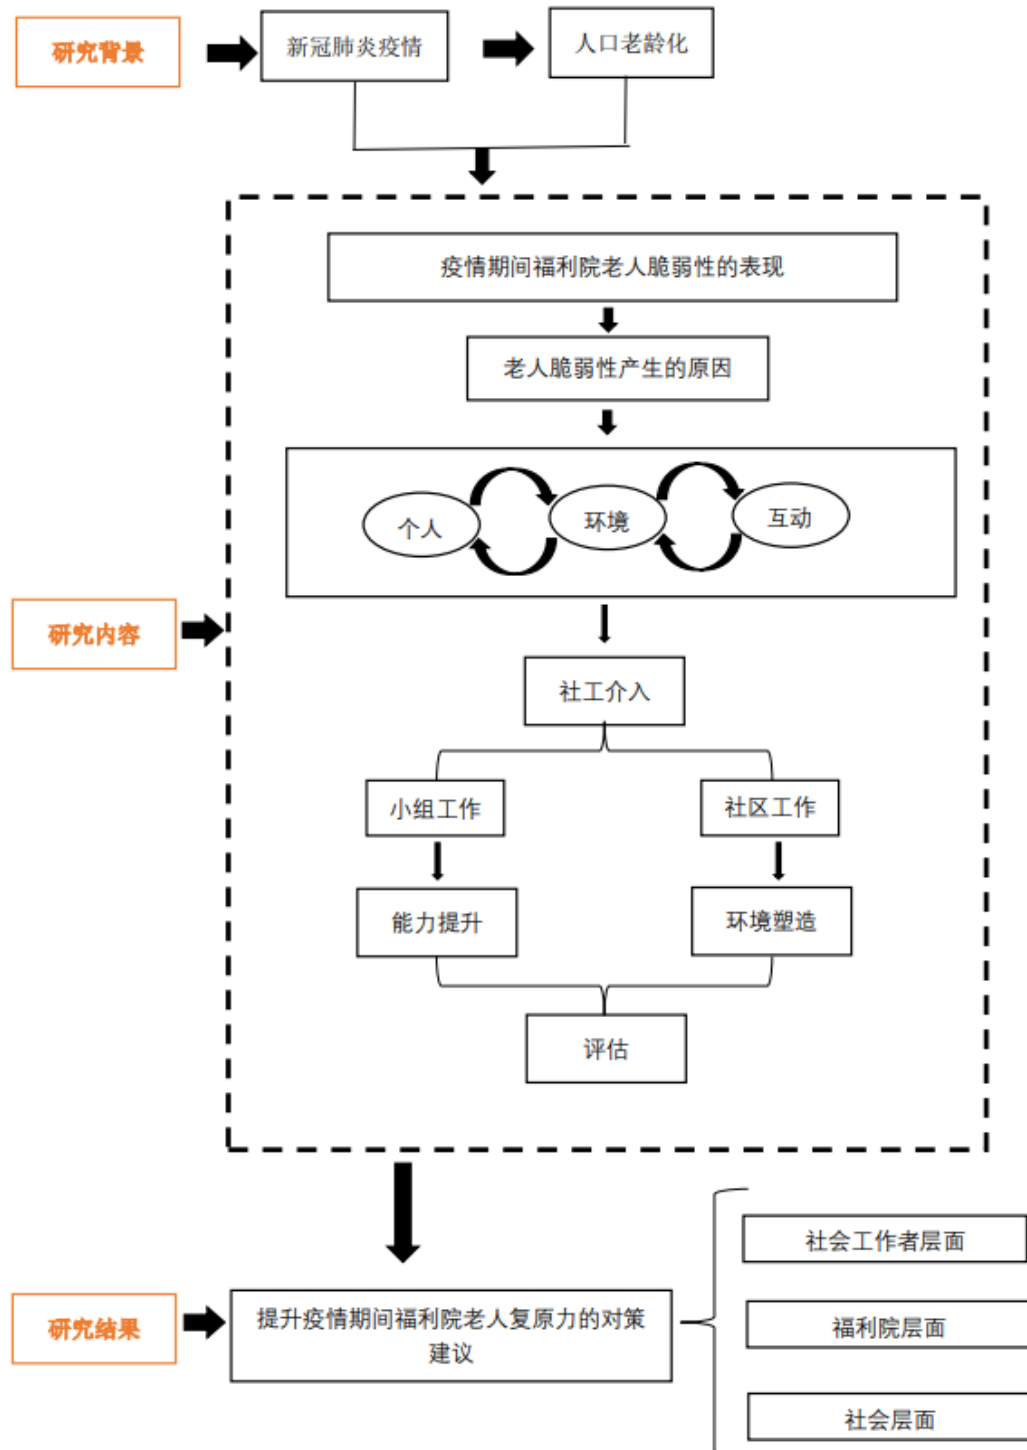 研究背景
新冠肺炎疫情
人口老龄化
疫情期间福利院老人脆弱性的表现
老人脆弱性产生的原因
个人
环境
互动
研究内容
社工介入
小组工作
社区工作
能力提升
环境塑造
评估
研究结果
提升疫情期间福利院老人复原力的对策
建议
社会工作者层面
福利院层面
社会层面